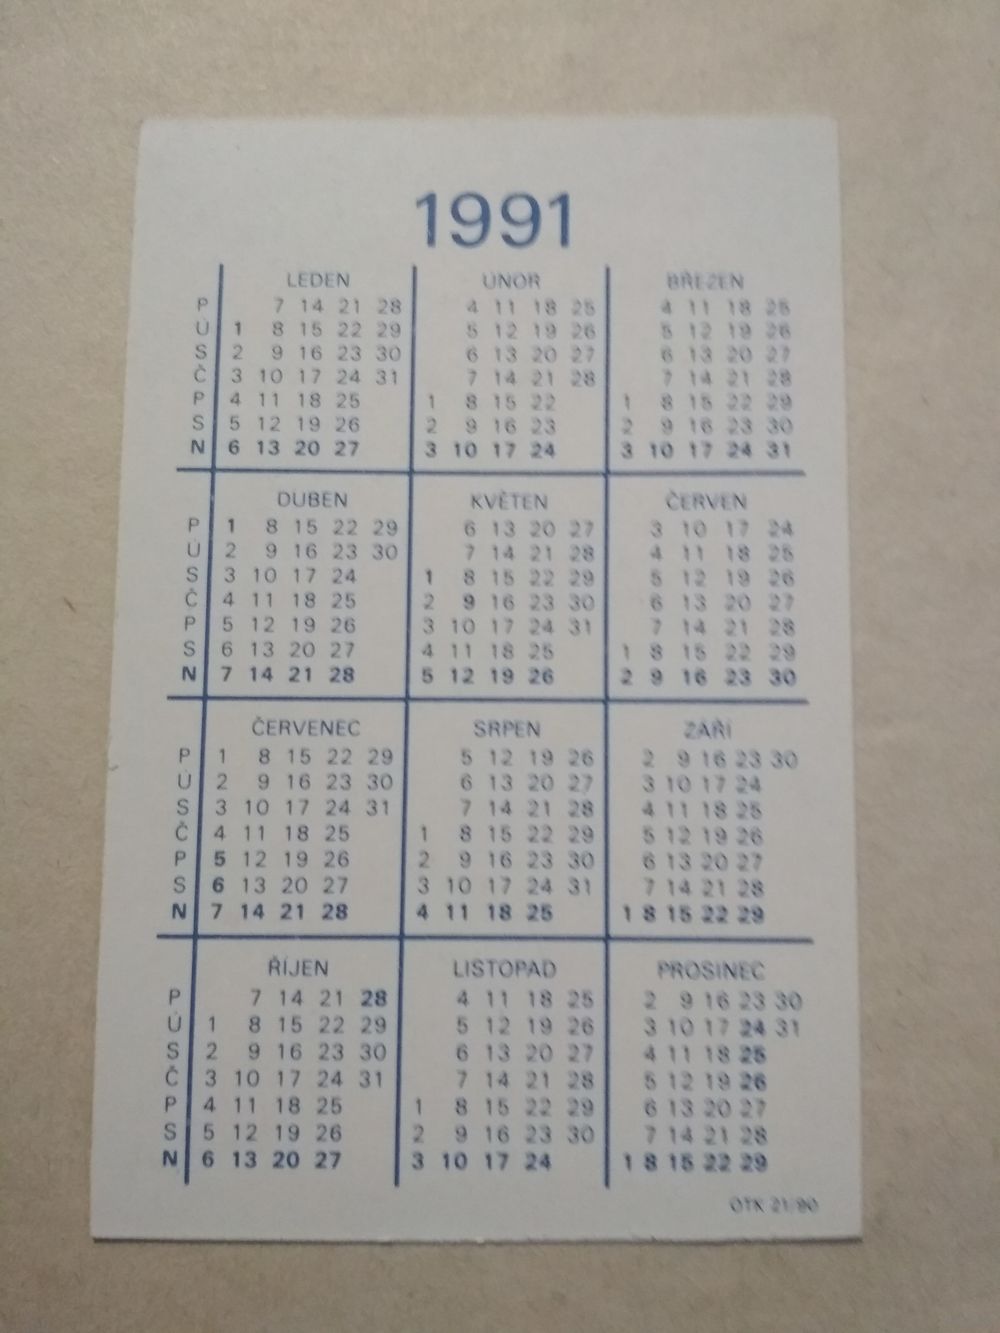 1991
LEDEN ÚNOR BŘEZEN
P 7 14 21 28 4 11 18 25 4 11 18 25
Ú 1 8 15 22 29 5 12 19 26 5 12 19 26
S 2 9 16 23 30 6 13 20 27 6 13 20 27
Č 3 10 17 24 31 7 14 21 28 7 14 21 28
P 4 11 18 25 1 8 15 22 1 8 15 22 29
S 5 12 19 26 2 9 16 23 2 9 16 23 30
N 6 13 20 27 3 10 17 24 3 10 17 24 31
DUBEN KVĚTEN ČERVEN
P 1 8 15 22 29 6 13 20 27 3 10 17 24
Ú 2 9 16 23 30 7 14 21 28 4 11 18 25
S 3 10 17 24 1 8 15 22 29 5 12 19 26
Č 4 11 18 25 2 9 16 23 30 6 13 20 27
P 5 12 19 26 3 10 17 24 31 7 14 21 28
S 6 13 20 27 4 11 18 25 1 8 15 22 29
N 7 14 21 28 5 12 19 26 2 9 16 23 30
ČERVENEC SRPEN ZÁŘÍ
P 1 8 15 22 29 5 12 19 26 2 9 16 23 30
Ú 2 9 16 23 30 6 13 20 27 3 10 17 24
S 3 10 17 24 31 7 14 21 28 4 11 18 25
Č 4 11 18 25 1 8 15 22 29 5 12 19 26
P 5 12 19 26 2 9 16 23 30 6 13 20 27
S 6 13 20 27 3 10 17 24 31 7 14 21 28
N 7 14 21 28 4 11 18 25 1 8 15 22 29
ŘÍJEN LISTOPAD PROSINEC
P 7 14 21 28 4 11 18 25 2 9 16 23 30
Ú 1 8 15 22 29 5 12 19 26 3 10 17 24 31
S 2 9 16 23 30 6 13 20 27 4 11 18 25
Č 3 10 17 24 31 7 14 21 28 5 12 19 26
P 4 11 18 25 1 8 15 22 29 6 13 20 27
S 5 12 19 26 2 9 16 23 30 7 14 21 28
N 6 13 20 27 3 10 17 24 1 8 15 22 29
OTK 21/90